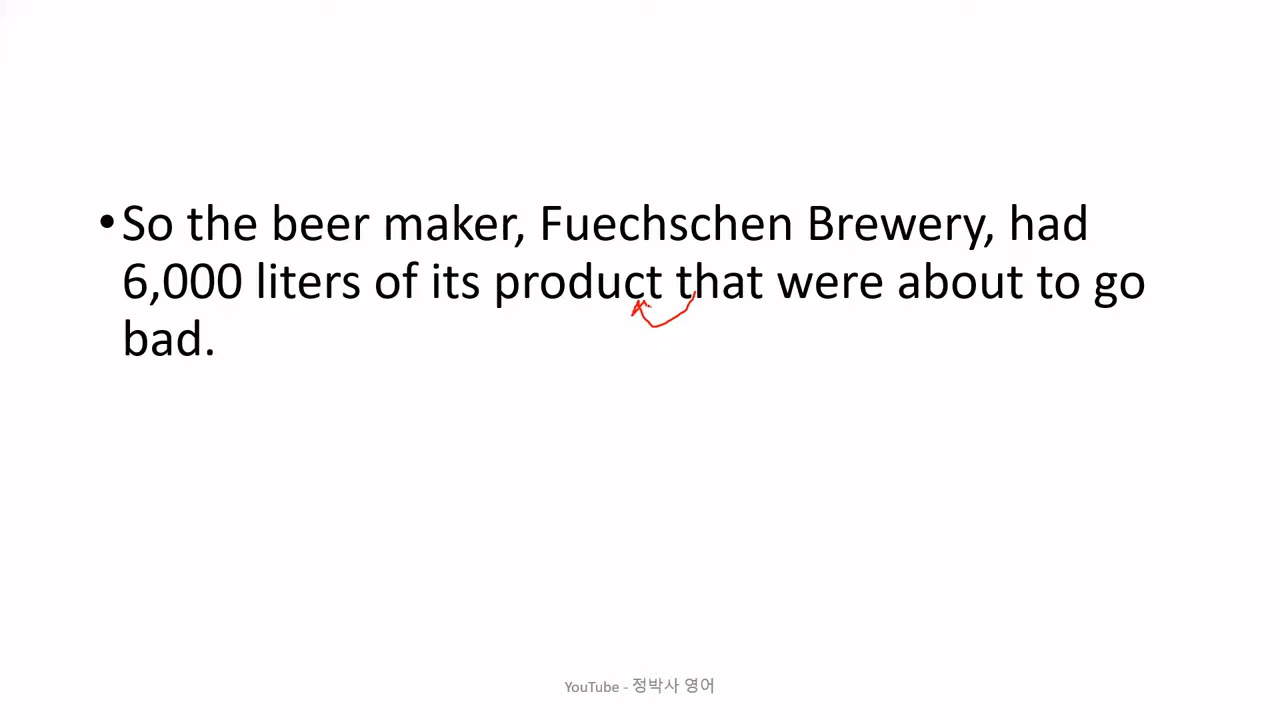 •So the beer maker, Fuechschen Brewery, had
6,000 liters of its product that were about to go
bad.
YouTube - 정박사 영어